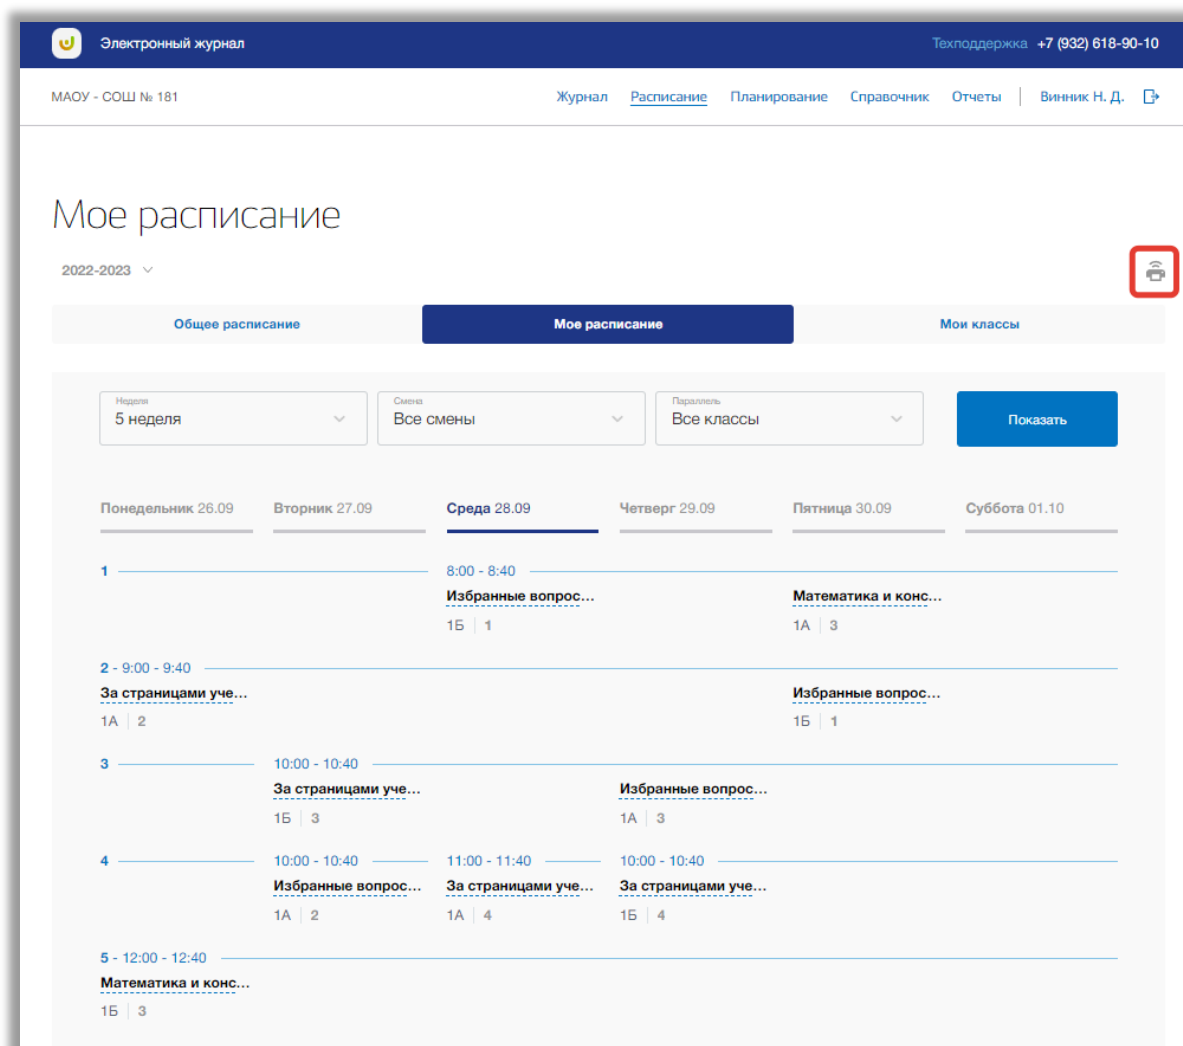 Электронный журнал Техподдержка +7 (932) 618-90-10
МАОУ - СОШ № 181 Журнал Расписание Планирование Справочник Отчеты Винник Н. Д.
Мое расписание
2022-2023
Общее расписание Мое расписание Мои классы
Неделя Смена Параллель
5 неделя Все смены Все классы Показать
Понедельник 26.09 Вторник 27.09 Среда 28.09 Четверг 29.09 Пятница 30.09 Суббота 01.10
1 8:00 - 8:40
Избранные вопрос... Математика и конс...
1Б 1 1А 3
2 - 9:00 - 9:40
За страницами уче... Избранные вопрос...
1А 2 1Б 1
3 10:00 - 10:40
За страницами уче... Избранные вопрос...
1Б 3 1А 3
4 10:00 - 10:40 11:00 - 11:40 10:00 - 10:40
Избранные вопрос... За страницами уче... За страницами уче...
1А 2 1А 4 1Б 4
5 - 12:00 - 12:40
Математика и конс...
1Б 3